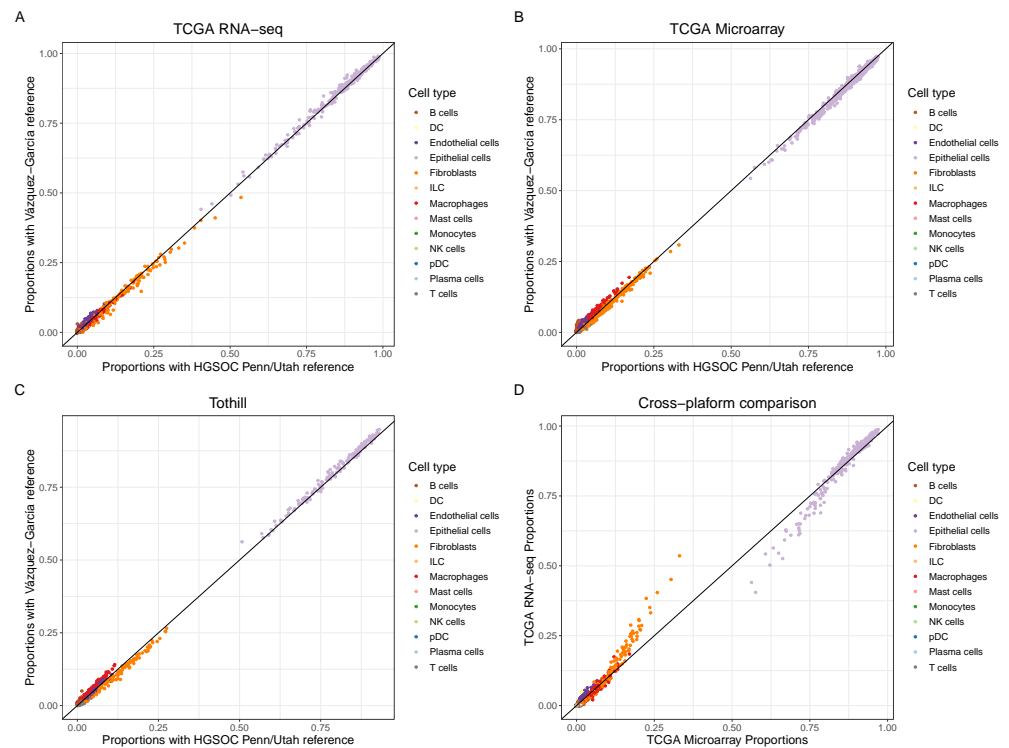 A
TCGA RNA−seq
Proportions with Vázquez−García reference
1.00
0.75
0.50
0.25
0.00
0.00
0.25
0.50
0.75
1.00
Proportions with HGSOC Penn/Utah reference
Cell type
B cells
DC
Endothelial cells
Epithelial cells
Fibroblasts
ILC
Macrophages
Mast cells
Monocytes
NK cells
pDC
Plasma cells
T cells
B
TCGA Microarray
Proportions with Vázquez−García reference
1.00
0.75
0.50
0.25
0.00
0.00
0.25
0.50
0.75
1.00
Proportions with HGSOC Penn/Utah reference
Cell type
B cells
DC
Endothelial cells
Epithelial cells
Fibroblasts
ILC
Macrophages
Mast cells
Monocytes
NK cells
pDC
Plasma cells
T cells
C
Tothill
Proportions with Vázquez−García reference
0.75
0.50
0.25
0.00
0.00
0.25
0.50
0.75
Proportions with HGSOC Penn/Utah reference
Cell type
B cells
DC
Endothelial cells
Epithelial cells
Fibroblasts
ILC
Macrophages
Mast cells
Monocytes
NK cells
pDC
Plasma cells
T cells
D
Cross−plaform comparison
TCGA RNA−seq Proportions
1.00
0.75
0.50
0.25
0.00
0.00
0.25
0.50
0.75
1.00
TCGA Microarray Proportions
Cell type
B cells
DC
Endothelial cells
Epithelial cells
Fibroblasts
ILC
Macrophages
Mast cells
Monocytes
NK cells
pDC
Plasma cells
T cells